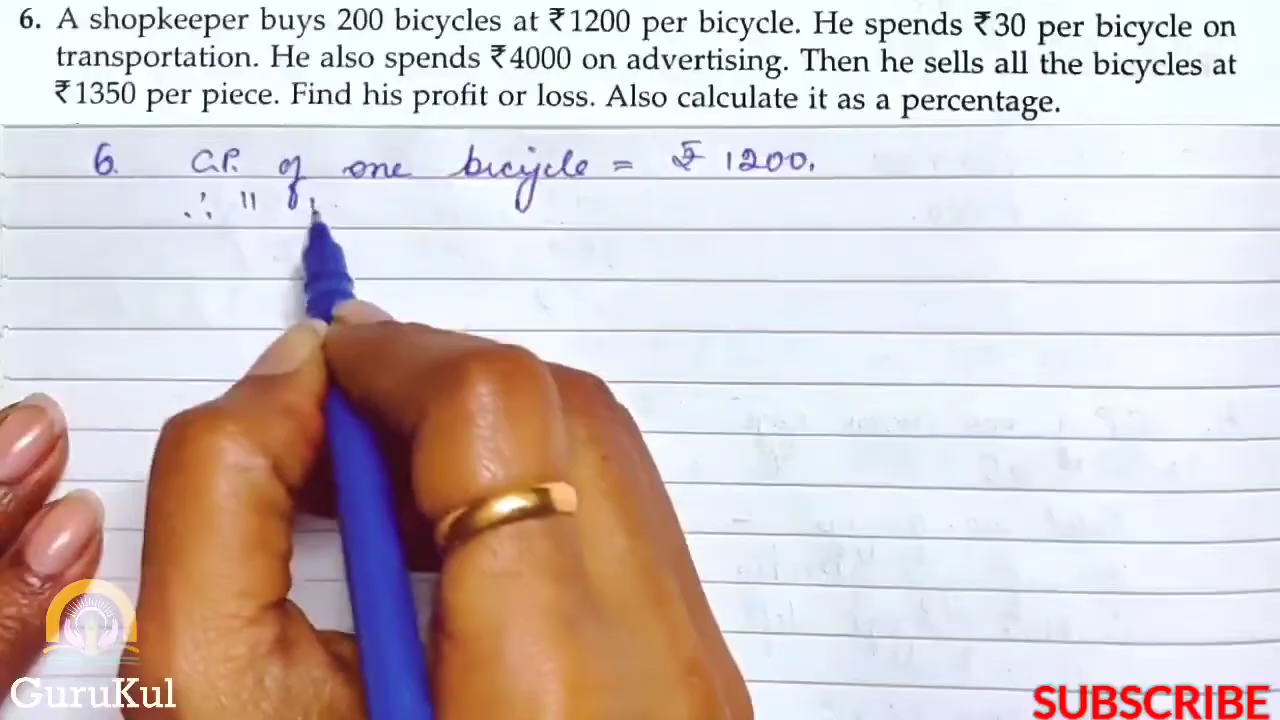 6. A shopkeeper buys 200 bicycles at ₹1200 per bicycle. He spends ₹30 per bicycle on
transportation. He also spends ₹4000 on advertising. Then he sells all the bicycles at
₹1350 per piece. Find his profit or loss. Also calculate it as a percentage.
6. C.P. of one bicycle = ₹ 1200.
∴ " of
GuruKul
SUBSCRIBE